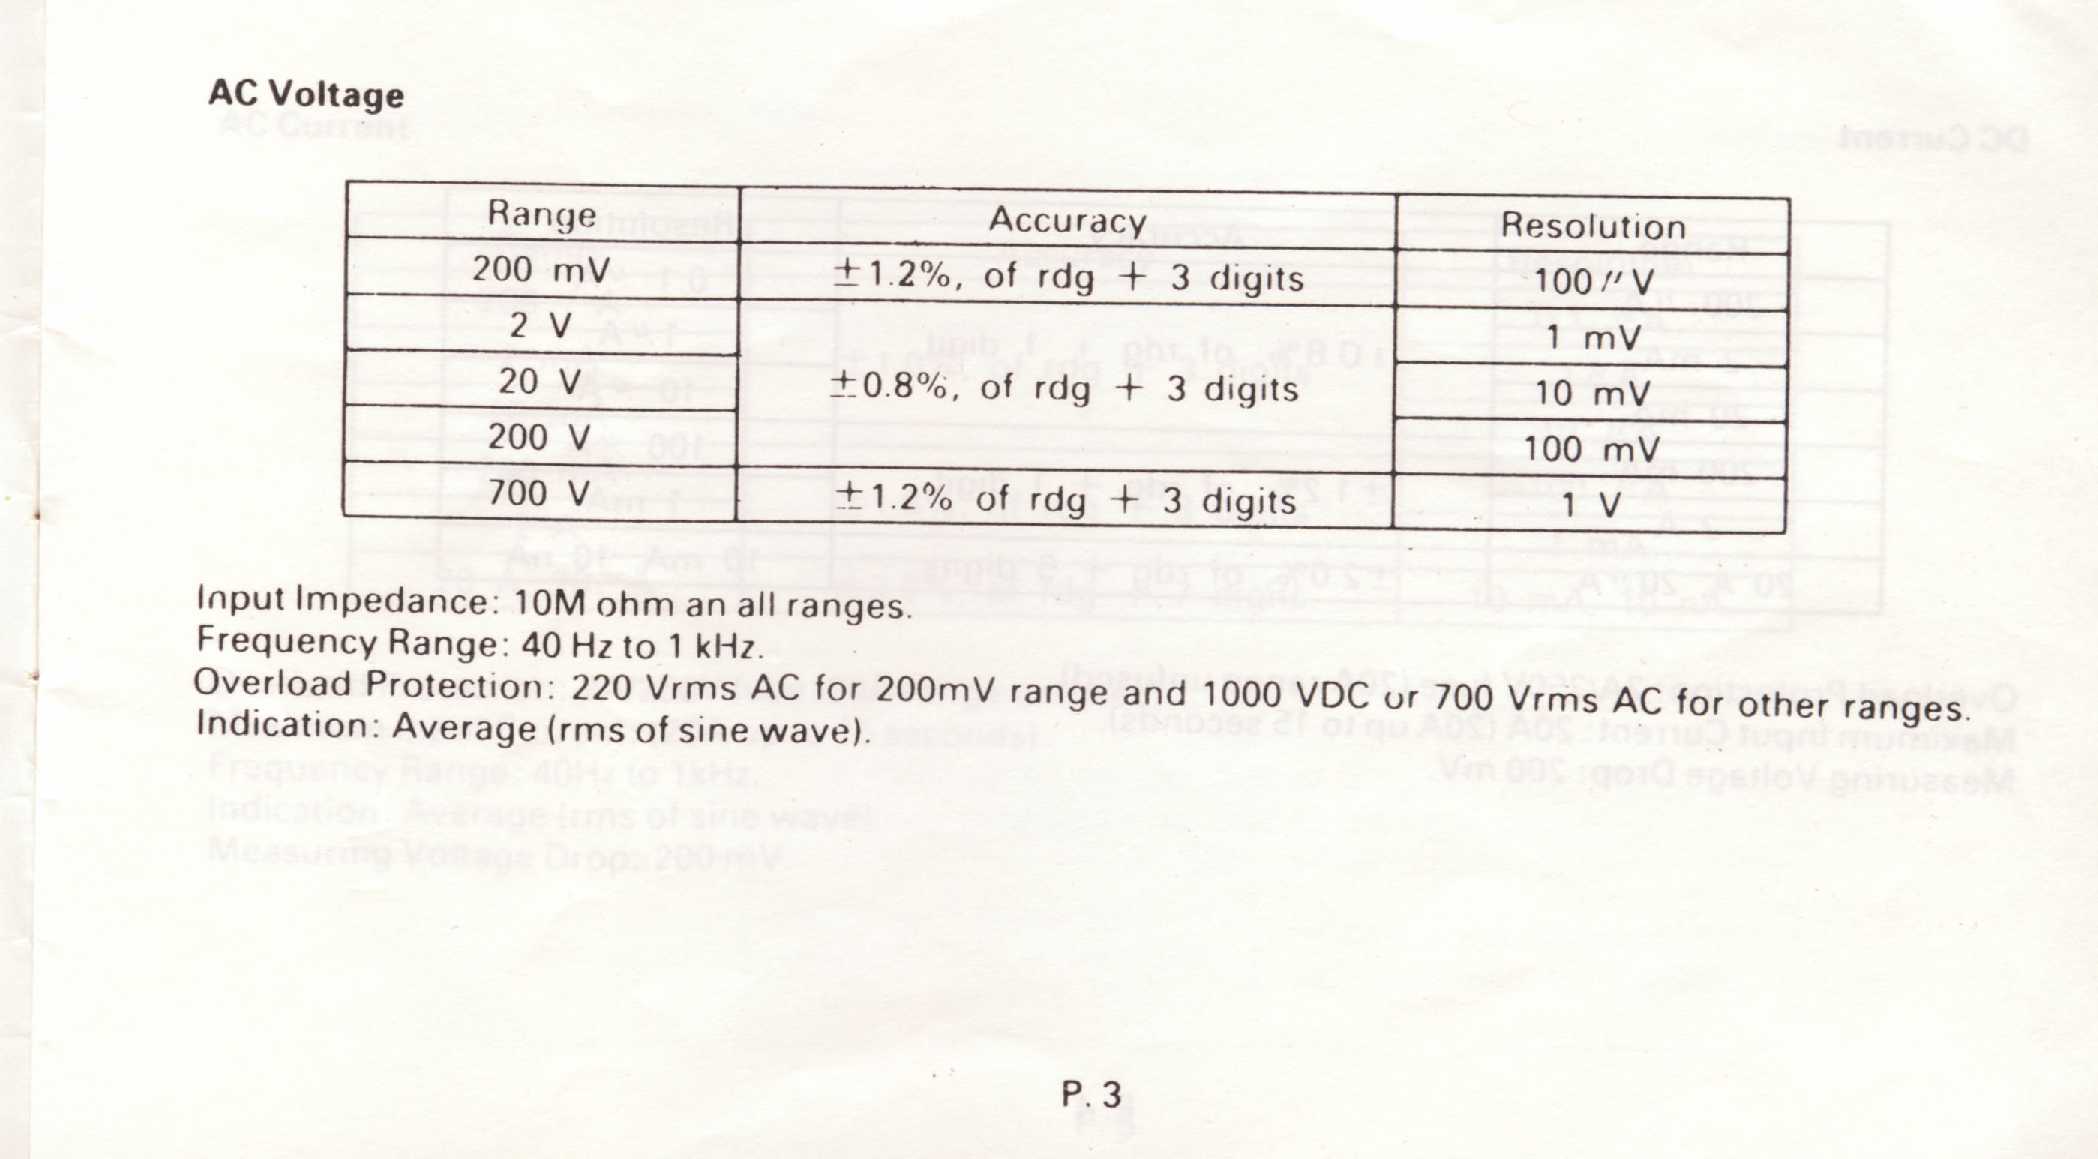 AC Voltage
Range Accuracy Resolution
200 mV ±1.2%, of rdg + 3 digits 100 μV
2 V 1 mV
20 V ±0.8%, of rdg + 3 digits 10 mV
200 V 100 mV
700 V ±1.2% of rdg + 3 digits 1 V
Input Impedance: 10M ohm an all ranges.
Frequency Range: 40 Hz to 1 kHz.
Overload Protection: 220 Vrms AC for 200mV range and 1000 VDC or 700 Vrms AC for other ranges.
Indication: Average (rms of sine wave).
P. 3